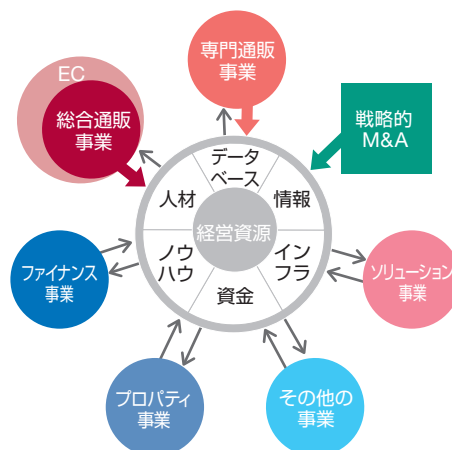 専門通販
事業
EC
総合通販
事業
戦略的
M&A
データ
ベース
人材
情報
経営資源
ノウ
ハウ
イン
フラ
資金
ファイナンス
事業
ソリューション
事業
プロパティ
事業
その他の
事業